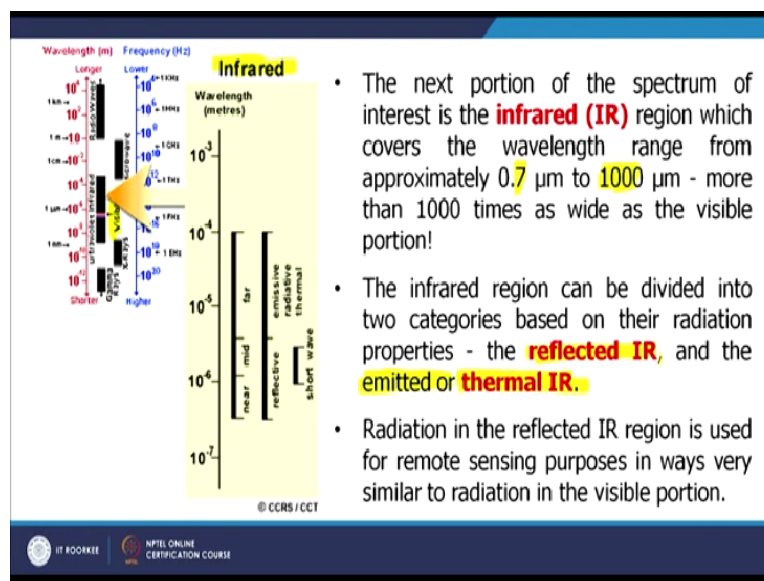 Wavelength (m) Frequency (Hz)
Longer Lower
Infrared
Wavelength
(metres)
10⁻³
10⁻⁴
10⁻⁵
10⁻⁶
10⁻⁷
far
mid
near
emissive
radiative
thermal
reflective
short wave
Radio Waves
Infrared
Gamma
Rays
Shorter Higher
© CCRS / CCT
• The next portion of the spectrum of
interest is the infrared (IR) region which
covers the wavelength range from
approximately 0.7 µm to 1000 µm - more
than 1000 times as wide as the visible
portion!
• The infrared region can be divided into
two categories based on their radiation
properties - the reflected IR, and the
emitted or thermal IR.
• Radiation in the reflected IR region is used
for remote sensing purposes in ways very
similar to radiation in the visible portion.
IIT ROORKEE
NPTEL ONLINE
CERTIFICATION COURSE